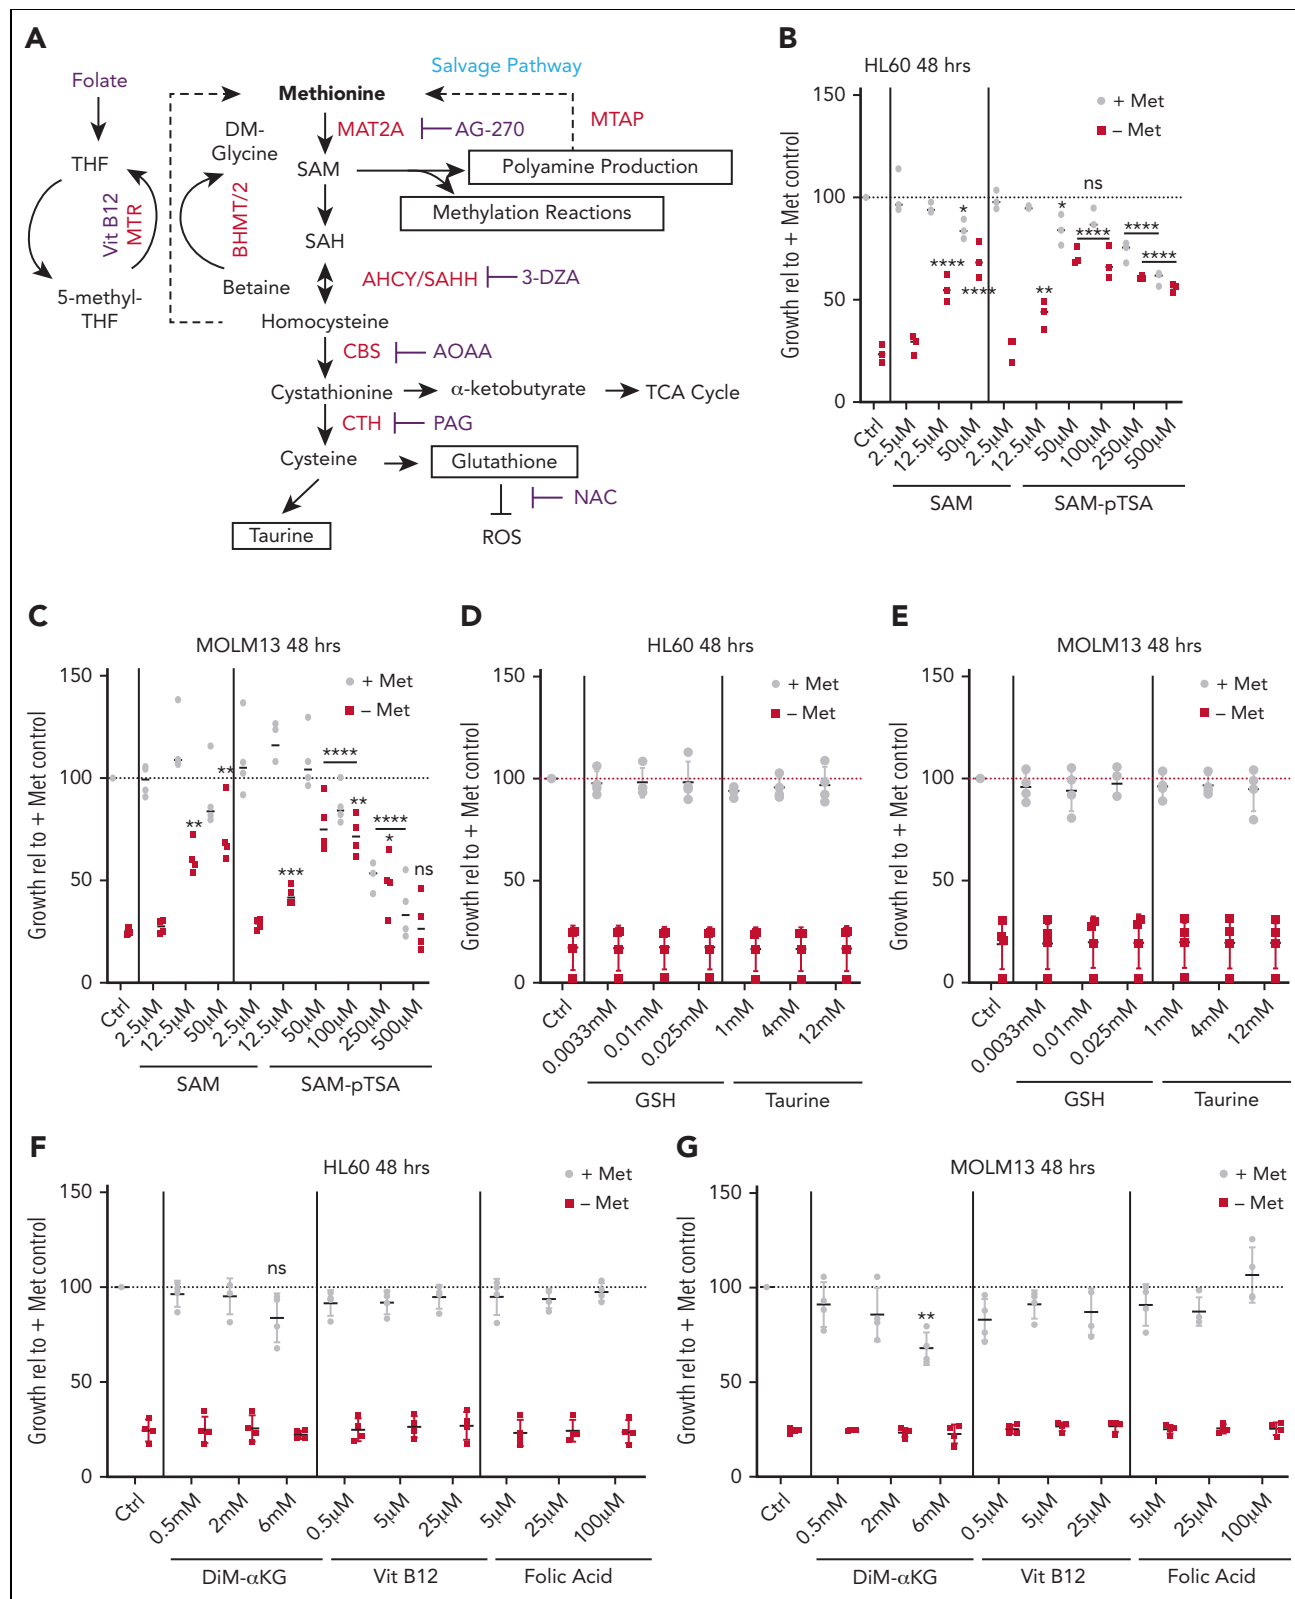 A
Folate
Salvage Pathway
Methionine
DM-
Glycine
MAT2A
AG-270
MTAP
THF
SAM
Polyamine Production
Vit B12
MTR
BHMT/2
Methylation Reactions
SAH
Betaine
AHCY/SAHH
3-DZA
5-methyl-
THF
Homocysteine
CBS
AOAA
Cystathionine
α-ketobutyrate
TCA Cycle
CTH
PAG
Cysteine
Glutathione
NAC
Taurine
ROS
B
HL60 48 hrs
+ Met
– Met
Growth rel to + Met control
150
100
50
0
*
****
****
**
*
****
ns
****
****
Ctrl
2.5µM
12.5µM
50µM
2.5µM
12.5µM
50µM
100µM
250µM
500µM
SAM
SAM-pTSA
C
MOLM13 48 hrs
+ Met
– Met
Growth rel to + Met control
150
100
50
0
**
**
***
****
**
****
*
ns
Ctrl
2.5µM
12.5µM
50µM
2.5µM
12.5µM
50µM
100µM
250µM
500µM
SAM
SAM-pTSA
D
HL60 48 hrs
+ Met
– Met
Growth rel to + Met control
150
100
50
0
Ctrl
0.0033mM
0.01mM
0.025mM
1mM
4mM
12mM
GSH
Taurine
E
MOLM13 48 hrs
+ Met
– Met
Growth rel to + Met control
150
100
50
0
Ctrl
0.0033mM
0.01mM
0.025mM
1mM
4mM
12mM
GSH
Taurine
F
HL60 48 hrs
+ Met
– Met
Growth rel to + Met control
150
100
50
0
ns
Ctrl
0.5mM
2mM
6mM
0.5µM
5µM
25µM
5µM
25µM
100µM
DiM-αKG
Vit B12
Folic Acid
G
MOLM13 48 hrs
+ Met
– Met
Growth rel to + Met control
150
100
50
0
**
Ctrl
0.5mM
2mM
6mM
0.5µM
5µM
25µM
5µM
25µM
100µM
DiM-αKG
Vit B12
Folic Acid